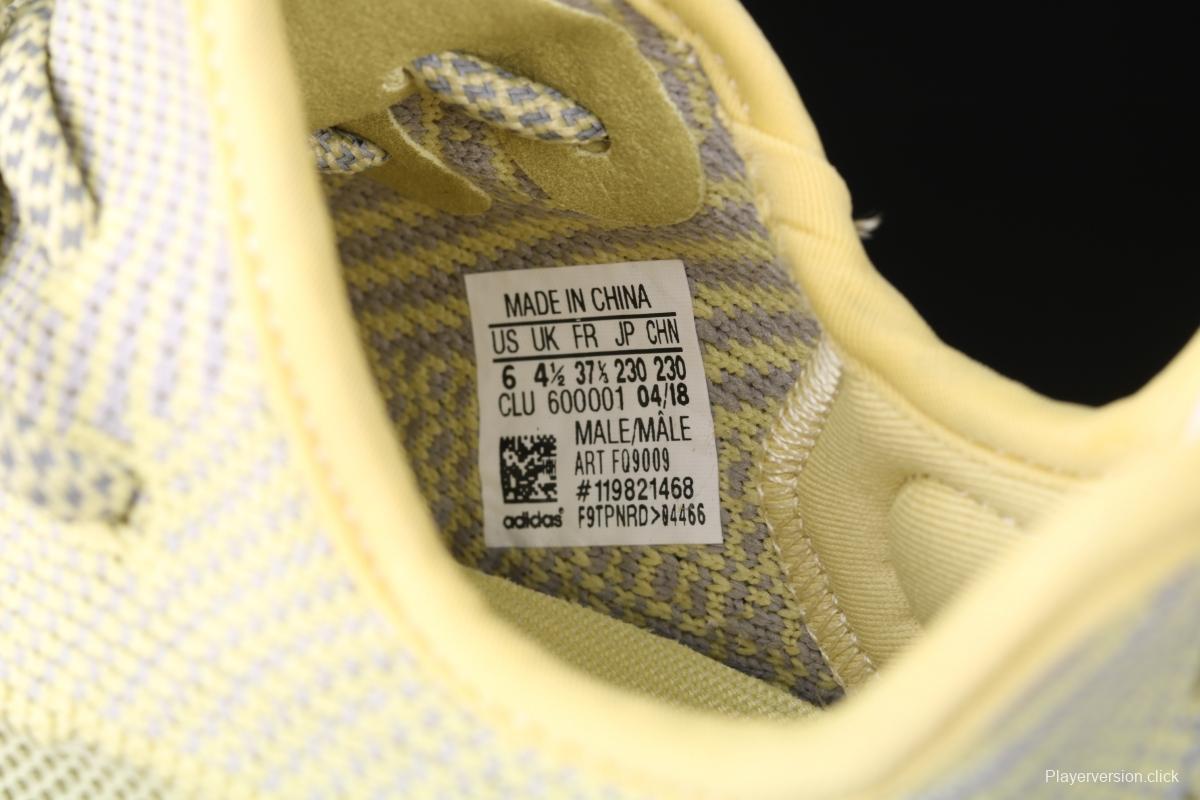 MADE IN CHINA
US UK FR JP CHN
6 4½ 37⅓ 230 230
CLU 600001 04/18
MALE/MÂLE
ART FQ9009
#119821468
adidas® F9TPNRD>04466
Playerversion.click